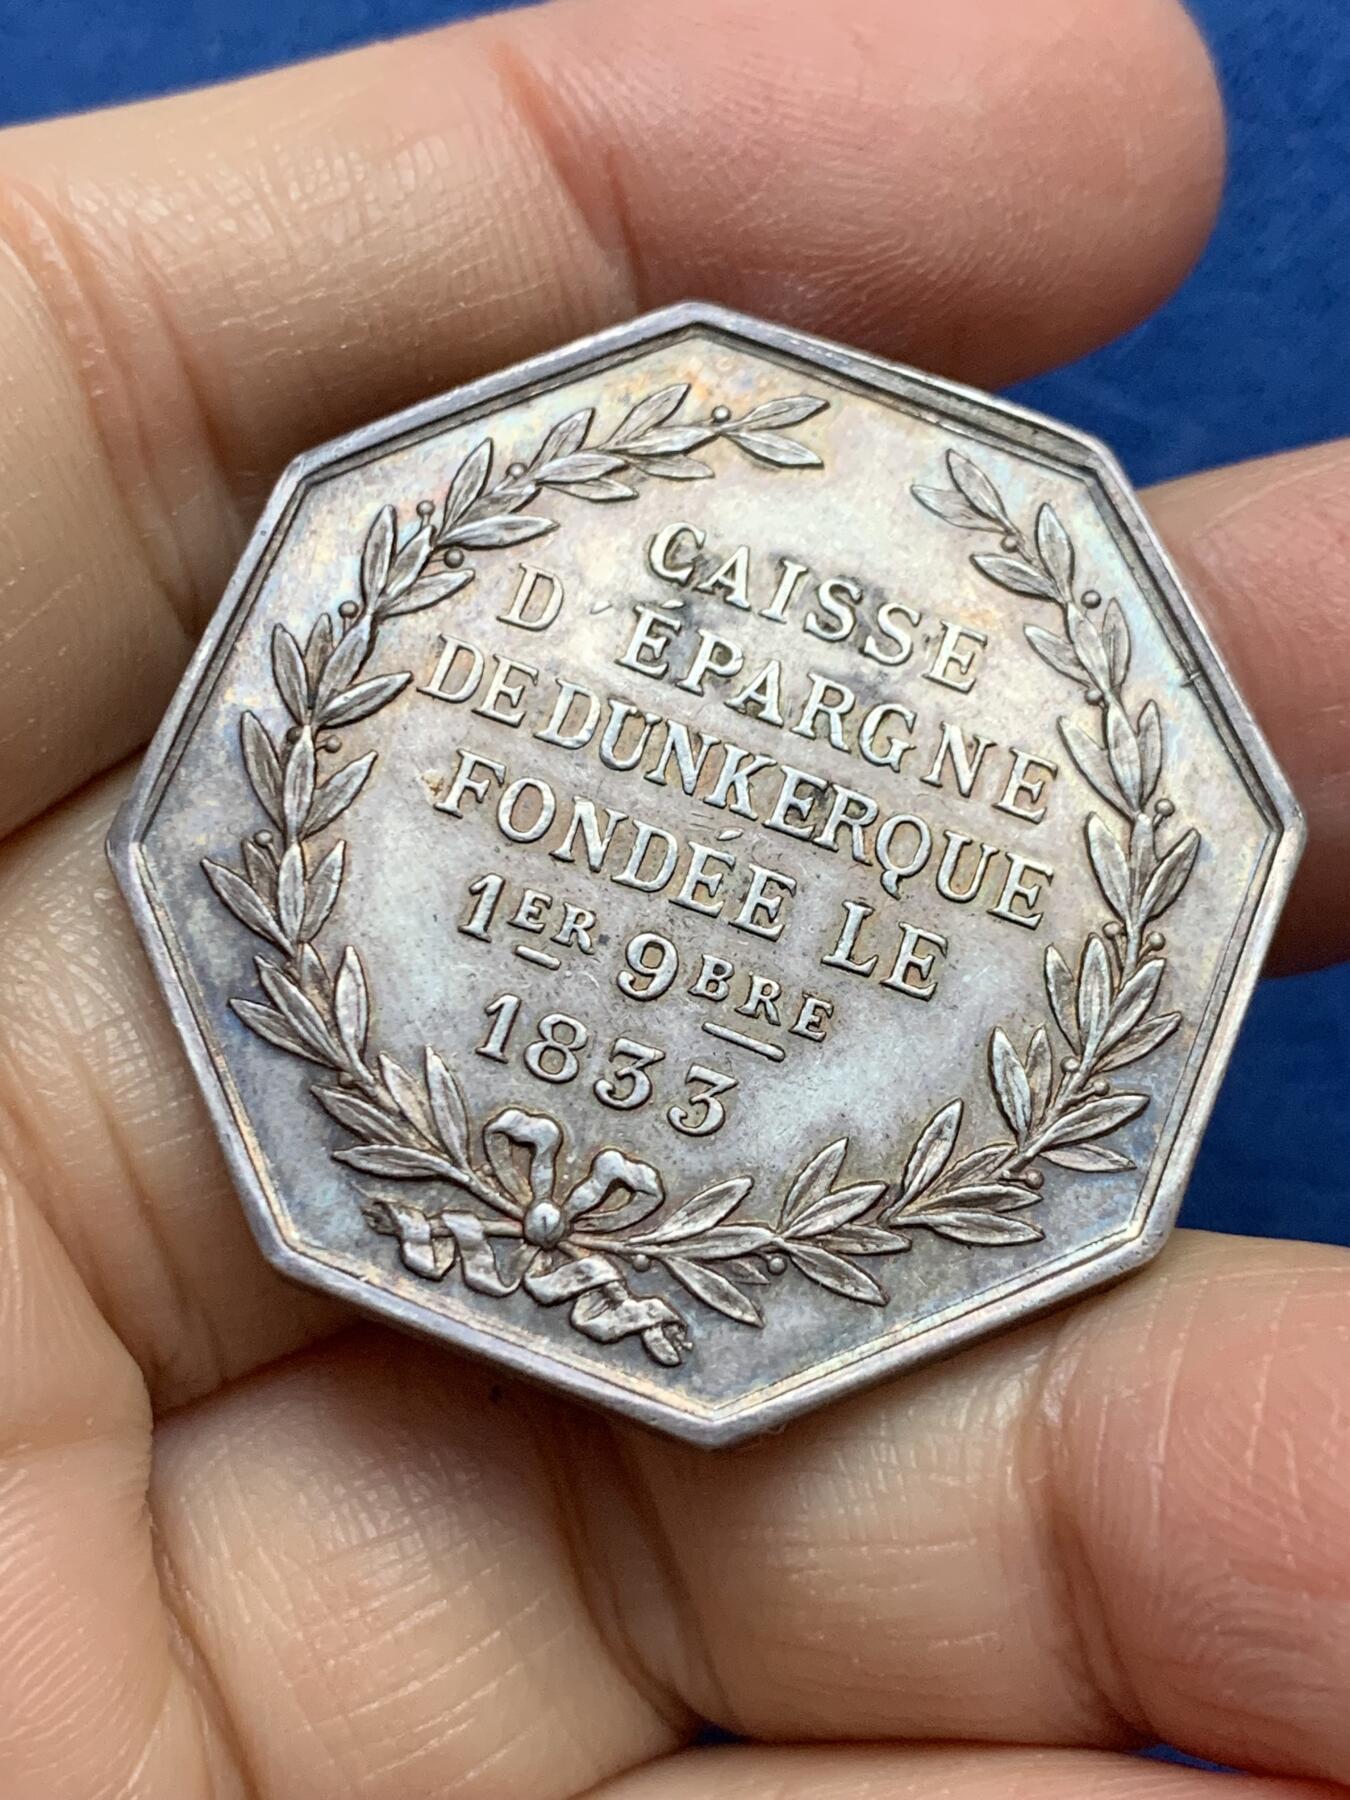 CAISSE
D'ÉPARGNE
DE DUNKERQUE
FONDÉE LE
1ER 9BRE
1833